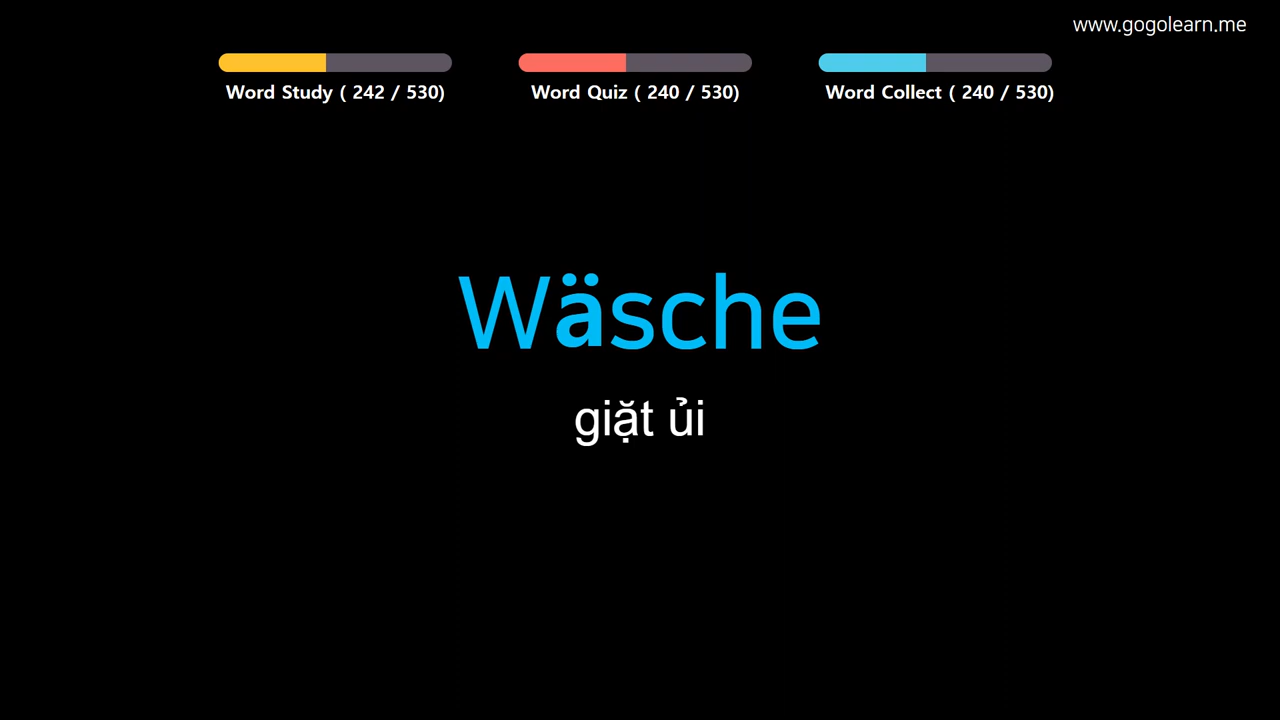 www.gogolearn.me
Word Study ( 242 / 530)
Word Quiz ( 240 / 530)
Word Collect ( 240 / 530)
Wäsche
giặt ủi